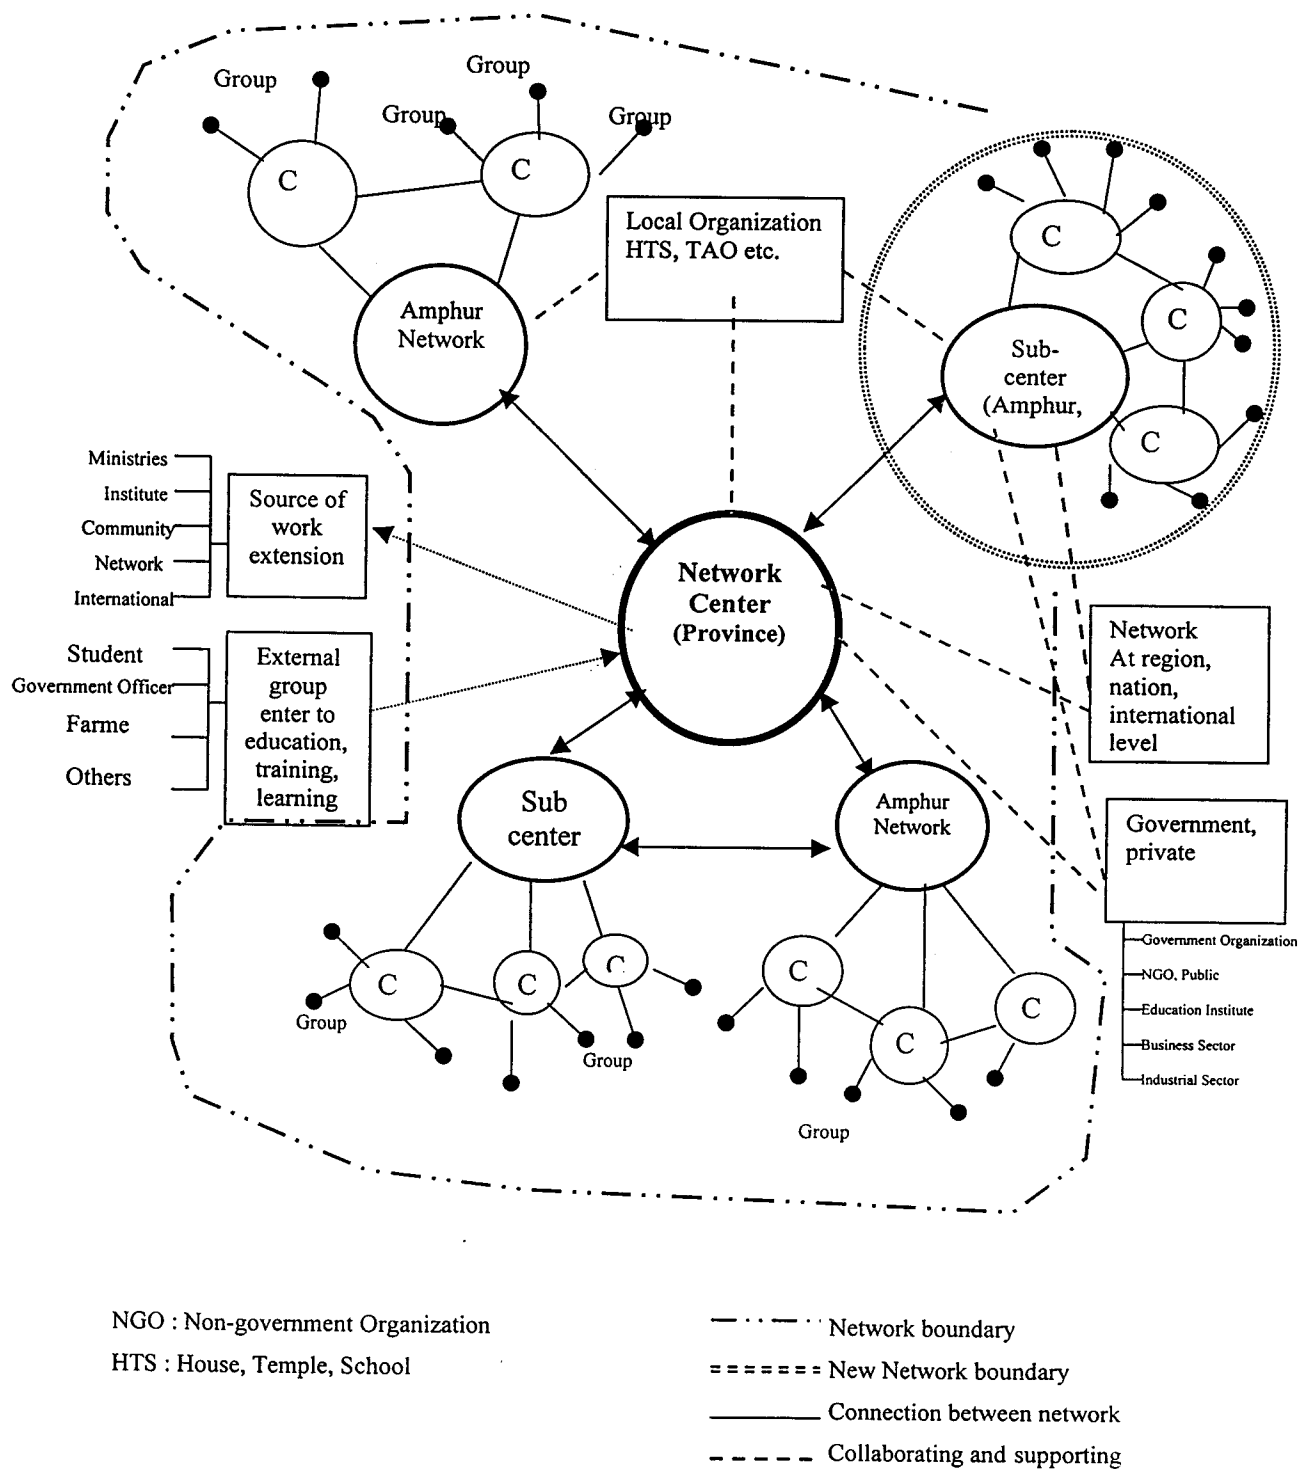 Group
Group
Group
Group
C
C
Local Organization
HTS, TAO etc.
C
C
Amphur
Network
Sub-
center
(Amphur,
C
Ministries
Institute
Community
Network
International
Source of
work
extension
Network
Center
(Province)
Student
Government Officer
Farme
Others
External
group
enter to
education,
training,
learning
Network
At region,
nation,
international
level
Sub
center
Amphur
Network
Government,
private
Government Organization
NGO, Public
Education Institute
Business Sector
Industrial Sector
C
C
C
C
C
C
Group
Group
Group
NGO : Non-government Organization
HTS : House, Temple, School
Network boundary
New Network boundary
Connection between network
Collaborating and supporting